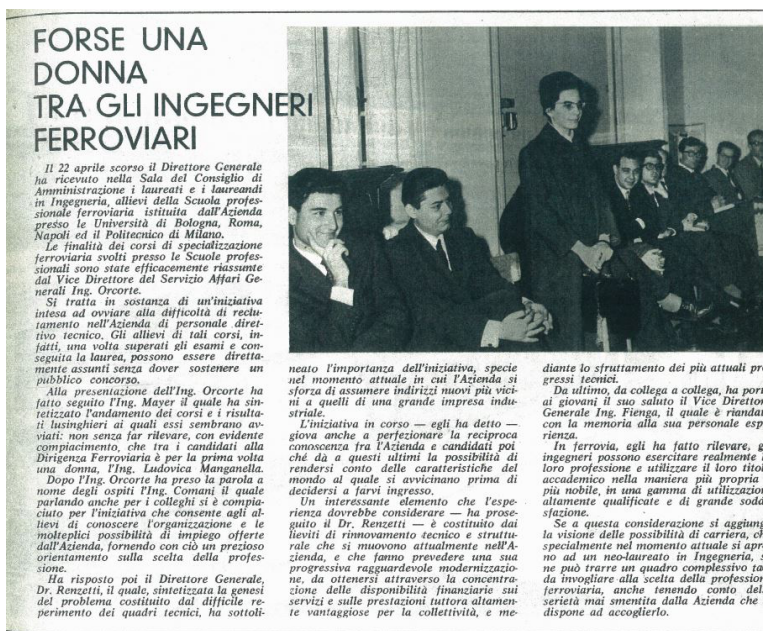 FORSE UNA
DONNA
TRA GLI INGEGNERI
FERROVIARI
Il 22 aprile scorso il Direttore Generale
ha ricevuto nella Sala del Consiglio di
Amministrazione i laureati e i laureandi
in Ingegneria, allievi della Scuola profes-
sionale ferroviaria istituita dall'Azienda
presso le Università di Bologna, Roma,
Napoli ed il Politecnico di Milano.
Le finalità dei corsi di specializzazione
ferroviaria svolti presso le Scuole profes-
sionali sono state efficacemente riassunte
dal Vice Direttore del Servizio Affari Ge-
nerali Ing. Orcorte.
Si tratta in sostanza di un'iniziativa
intesa ad ovviare alla difficoltà di reclu-
tamento nell'Azienda di personale diret-
tivo tecnico. Gli allievi di tali corsi, in-
fatti, una volta superati gli esami e con-
seguita la laurea, possono essere diretta-
mente assunti senza dover sostenere un
pubblico concorso.
Alla presentazione dell'Ing. Orcorte ha
fatto seguito l'Ing. Mayer il quale ha sin-
tetizzato l'andamento dei corsi e i risulta-
ti lusinghieri ai quali essi sembrano av-
viati: non senza far rilevare, con evidente
compiacimento, che tra i candidati alla
Dirigenza Ferroviaria è per la prima volta
una donna, l'Ing. Ludovica Manganella.
Dopo l'Ing. Orcorte ha preso la parola a
nome degli ospiti l'Ing. Comani il quale
parlando anche per i colleghi si è compia-
ciuto per l'iniziativa che consente agli al-
lievi di conoscere l'organizzazione e le
molteplici possibilità di impiego offerte
dall'Azienda, fornendo con ciò un prezioso
orientamento sulla scelta della profes-
sione.
Ha risposto poi il Direttore Generale,
Dr. Renzetti, il quale, sintetizzata la genesi
del problema costituito dal difficile re-
perimento dei quadri tecnici, ha sottoli-
neato l'importanza dell'iniziativa, specie
nel momento attuale in cui l'Azienda si
sforza di assumere indirizzi nuovi più vici-
ni a quelli di una grande impresa indu-
striale.
L'iniziativa in corso — egli ha detto —
giova anche a perfezionare la reciproca
conoscenza fra l'Azienda e candidati poi
ché dà a questi ultimi la possibilità di
rendersi conto delle caratteristiche del
mondo al quale si avvicinano prima di
decidersi a farvi ingresso.
Un interessante elemento che l'espe-
rienza dovrebbe considerare — ha prose-
guito il Dr. Renzetti — è costituito dai
lieviti di rinnovamento tecnico e struttu-
rale che si muovono attualmente nell'A-
zienda, e che fanno prevedere una sua
progressiva ragguardevole modernizzazio-
ne, da ottenersi attraverso la concentra-
zione delle disponibilità finanziarie sui
servizi e sulle prestazioni tuttora altamen-
te vantaggiose per la collettività, e me-
diante lo sfruttamento dei più attuali pro
gressi tecnici.
Da ultimo, da collega a collega, ha port
ai giovani il suo saluto il Vice Direttor
Generale Ing. Fienga, il quale è riandat
con la memoria alla sua personale esp
rienza.
In ferrovia, egli ha fatto rilevare, g
ingegneri possono esercitare realmente l
loro professione e utilizzare il loro titol
accademico nella maniera più propria
più nobile, in una gamma di utilizzazion
altamente qualificate e di grande sodd
sfazione.
Se a questa considerazione si aggiung
la visione delle possibilità di carriera, ch
specialmente nel momento attuale si apro
no ad un neo-laureato in Ingegneria, s
ne può trarre un quadro complessivo tal
da invogliare alla scelta della profession
ferroviaria, anche tenendo conto dell
serietà mai smentita dalla Azienda che
dispone ad accoglierlo.